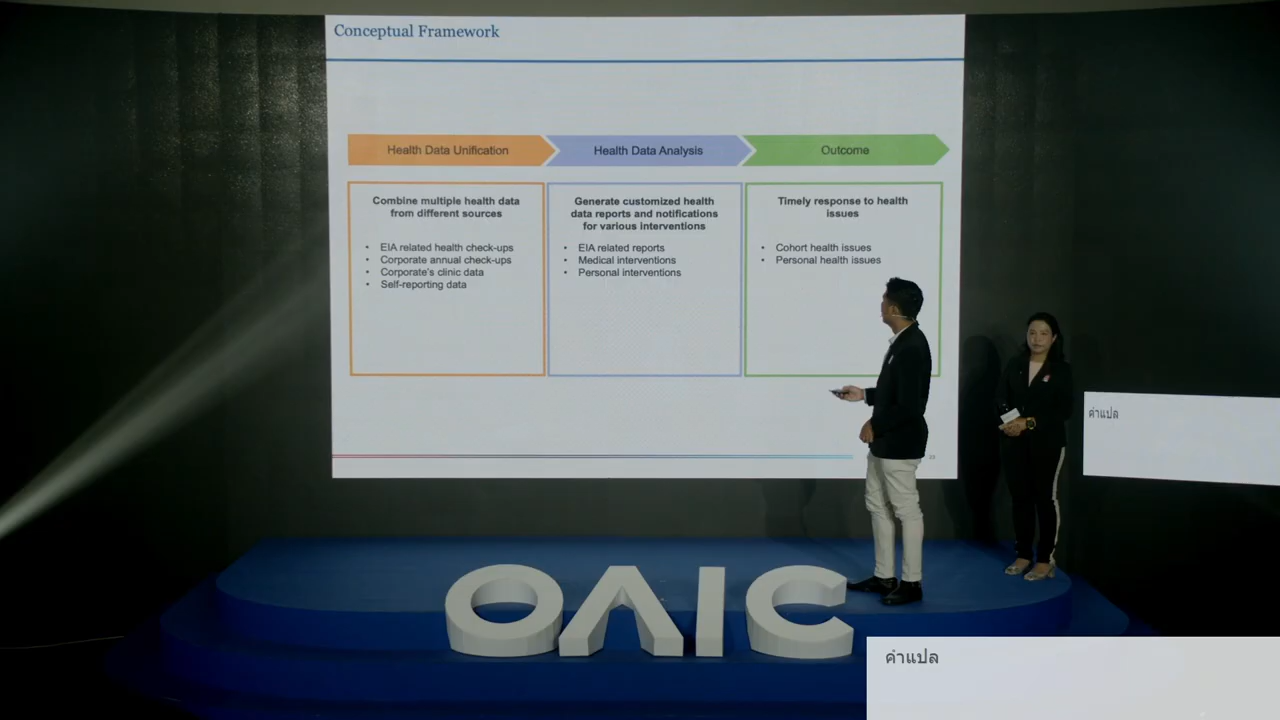 Conceptual Framework
Health Data Unification
Health Data Analysis
Outcome
Combine multiple health data
from different sources
• EIA related health check-ups
• Corporate annual check-ups
• Corporate's clinic data
• Self-reporting data
Generate customized health
data reports and notifications
for various interventions
• EIA related reports
• Medical interventions
• Personal interventions
Timely response to health
issues
• Cohort health issues
• Personal health issues
คำแปล
OAIC
คำแปล